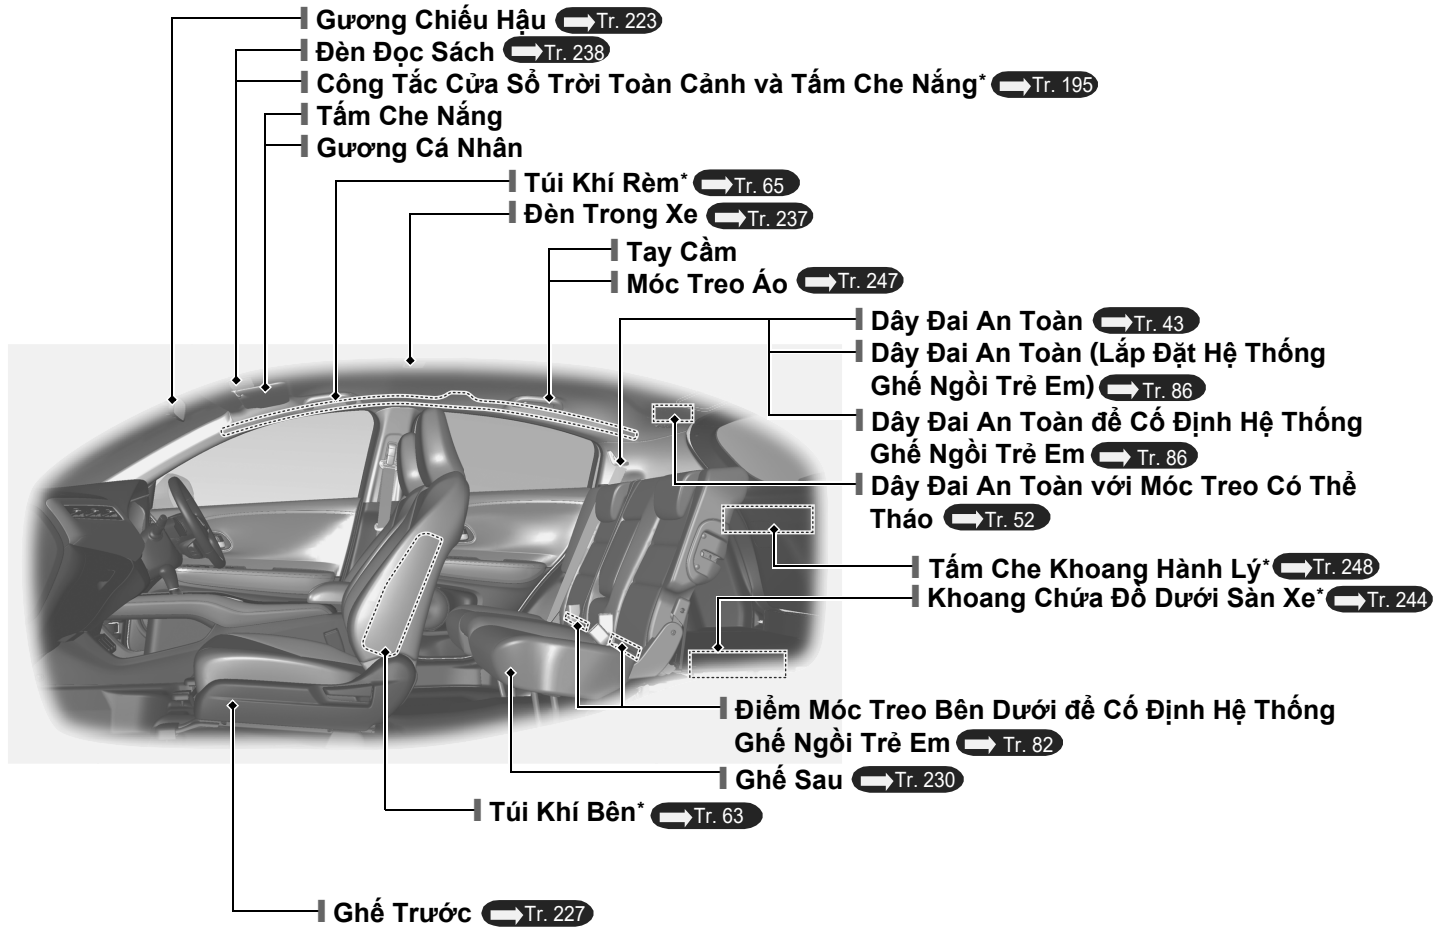 Gương Chiếu Hậu Tr. 223
Đèn Đọc Sách Tr. 238
Công Tắc Cửa Sổ Trời Toàn Cảnh và Tấm Che Nắng* Tr. 195
Tấm Che Nắng
Gương Cá Nhân
Túi Khí Rèm* Tr. 65
Đèn Trong Xe Tr. 237
Tay Cầm
Móc Treo Áo Tr. 247
Dây Đai An Toàn Tr. 43
Dây Đai An Toàn (Lắp Đặt Hệ Thống
Ghế Ngồi Trẻ Em) Tr. 86
Dây Đai An Toàn để Cố Định Hệ Thống
Ghế Ngồi Trẻ Em Tr. 86
Dây Đai An Toàn với Móc Treo Có Thể
Tháo Tr. 52
Tấm Che Khoang Hành Lý* Tr. 248
Khoang Chứa Đồ Dưới Sàn Xe* Tr. 244
Điểm Móc Treo Bên Dưới để Cố Định Hệ Thống
Ghế Ngồi Trẻ Em Tr. 82
Ghế Sau Tr. 230
Túi Khí Bên* Tr. 63
Ghế Trước Tr. 227